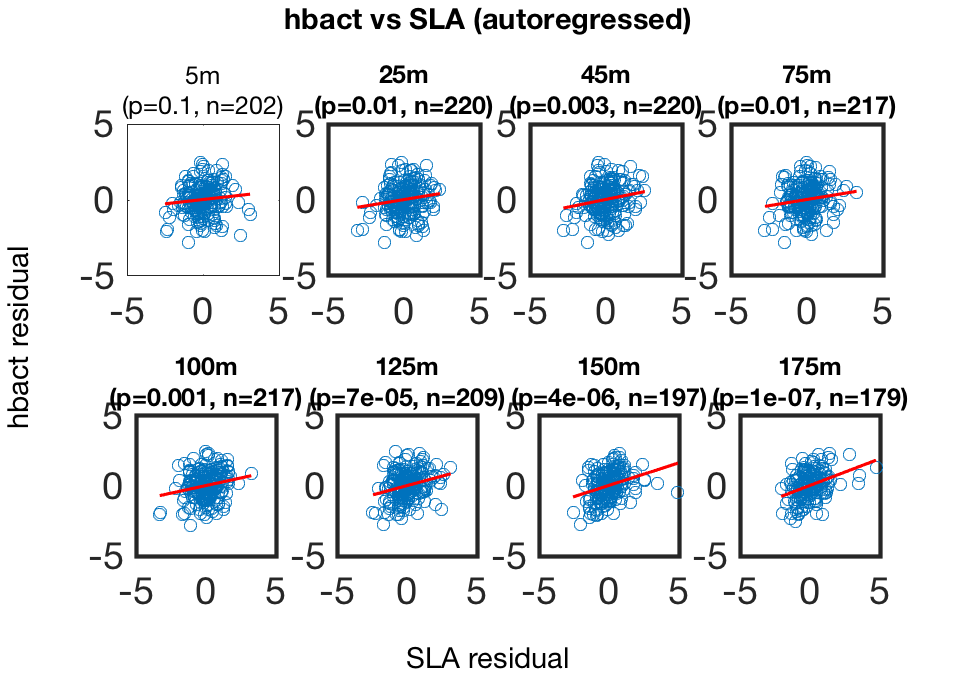 hbact vs SLA (autoregressed)
5m
(p=0.1, n=202)
25m
(p=0.01, n=220)
45m
(p=0.003, n=220)
75m
(p=0.01, n=217)
5
0
-5
-5 0 5
5
0
-5
-5 0 5
5
0
-5
-5 0 5
5
0
-5
-5 0 5
hbact residual
100m
(p=0.001, n=217)
125m
(p=7e-05, n=209)
150m
(p=4e-06, n=197)
175m
(p=1e-07, n=179)
5
0
-5
-5 0 5
5
0
-5
-5 0 5
5
0
-5
-5 0 5
5
0
-5
-5 0 5
SLA residual